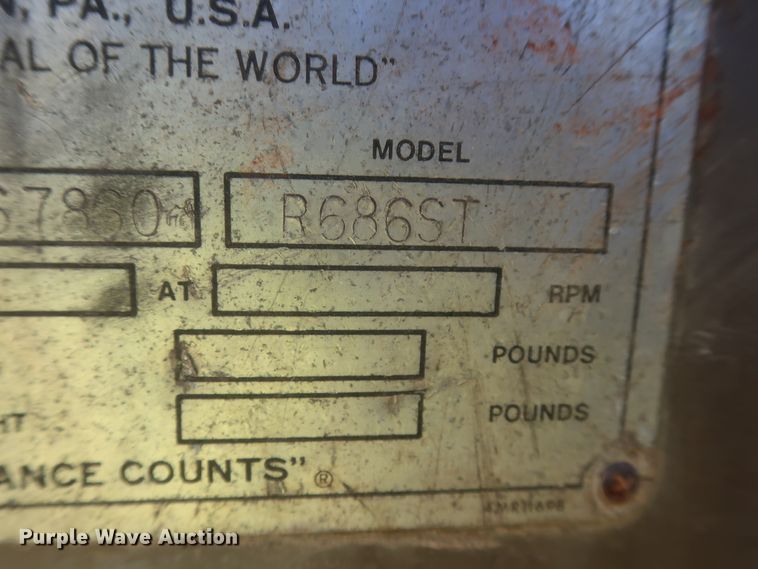 N, PA., U.S.A.
AL OF THE WORLD"
MODEL
67860
R686ST
AT
RPM
POUNDS
HT
POUNDS
ANCE COUNTS"®
Purple Wave Auction